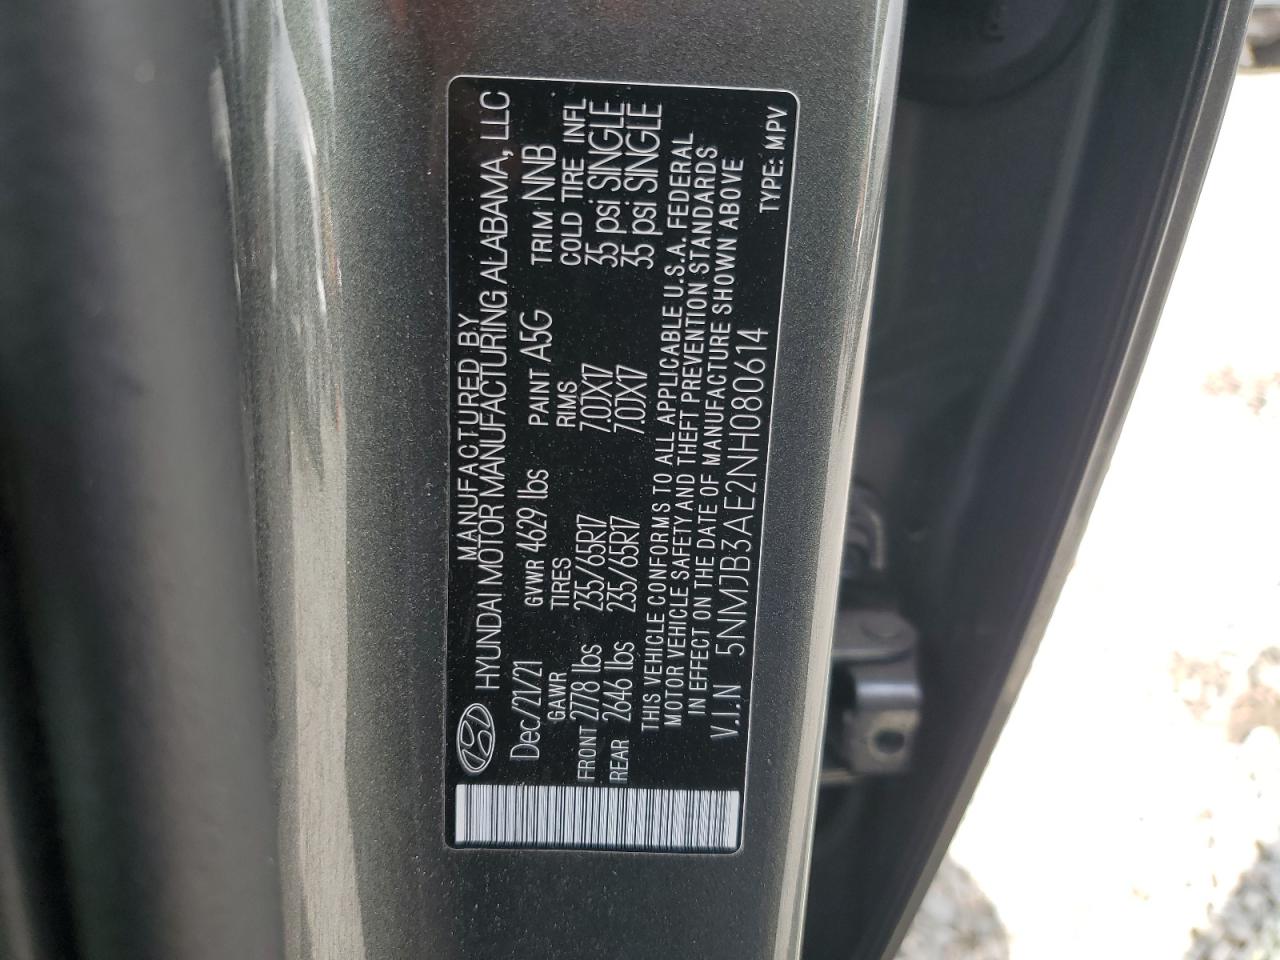 MANUFACTURED BY
HYUNDAI MOTOR MANUFACTURING ALABAMA, LLC
Dec/21/21 GVWR 4629 lbs PAINT A5G TRIM NNB
GAWR TIRES RIMS COLD TIRE INFL
FRONT 2778 lbs 235/65R17 7.0JX17 35 psi SINGLE
REAR 2646 lbs 235/65R17 7.0JX17 35 psi SINGLE
THIS VEHICLE CONFORMS TO ALL APPLICABLE U.S.A. FEDERAL
MOTOR VEHICLE SAFETY AND THEFT PREVENTION STANDARDS
IN EFFECT ON THE DATE OF MANUFACTURE SHOWN ABOVE
V.I.N 5NMJB3AE2NH080614
TYPE: MPV